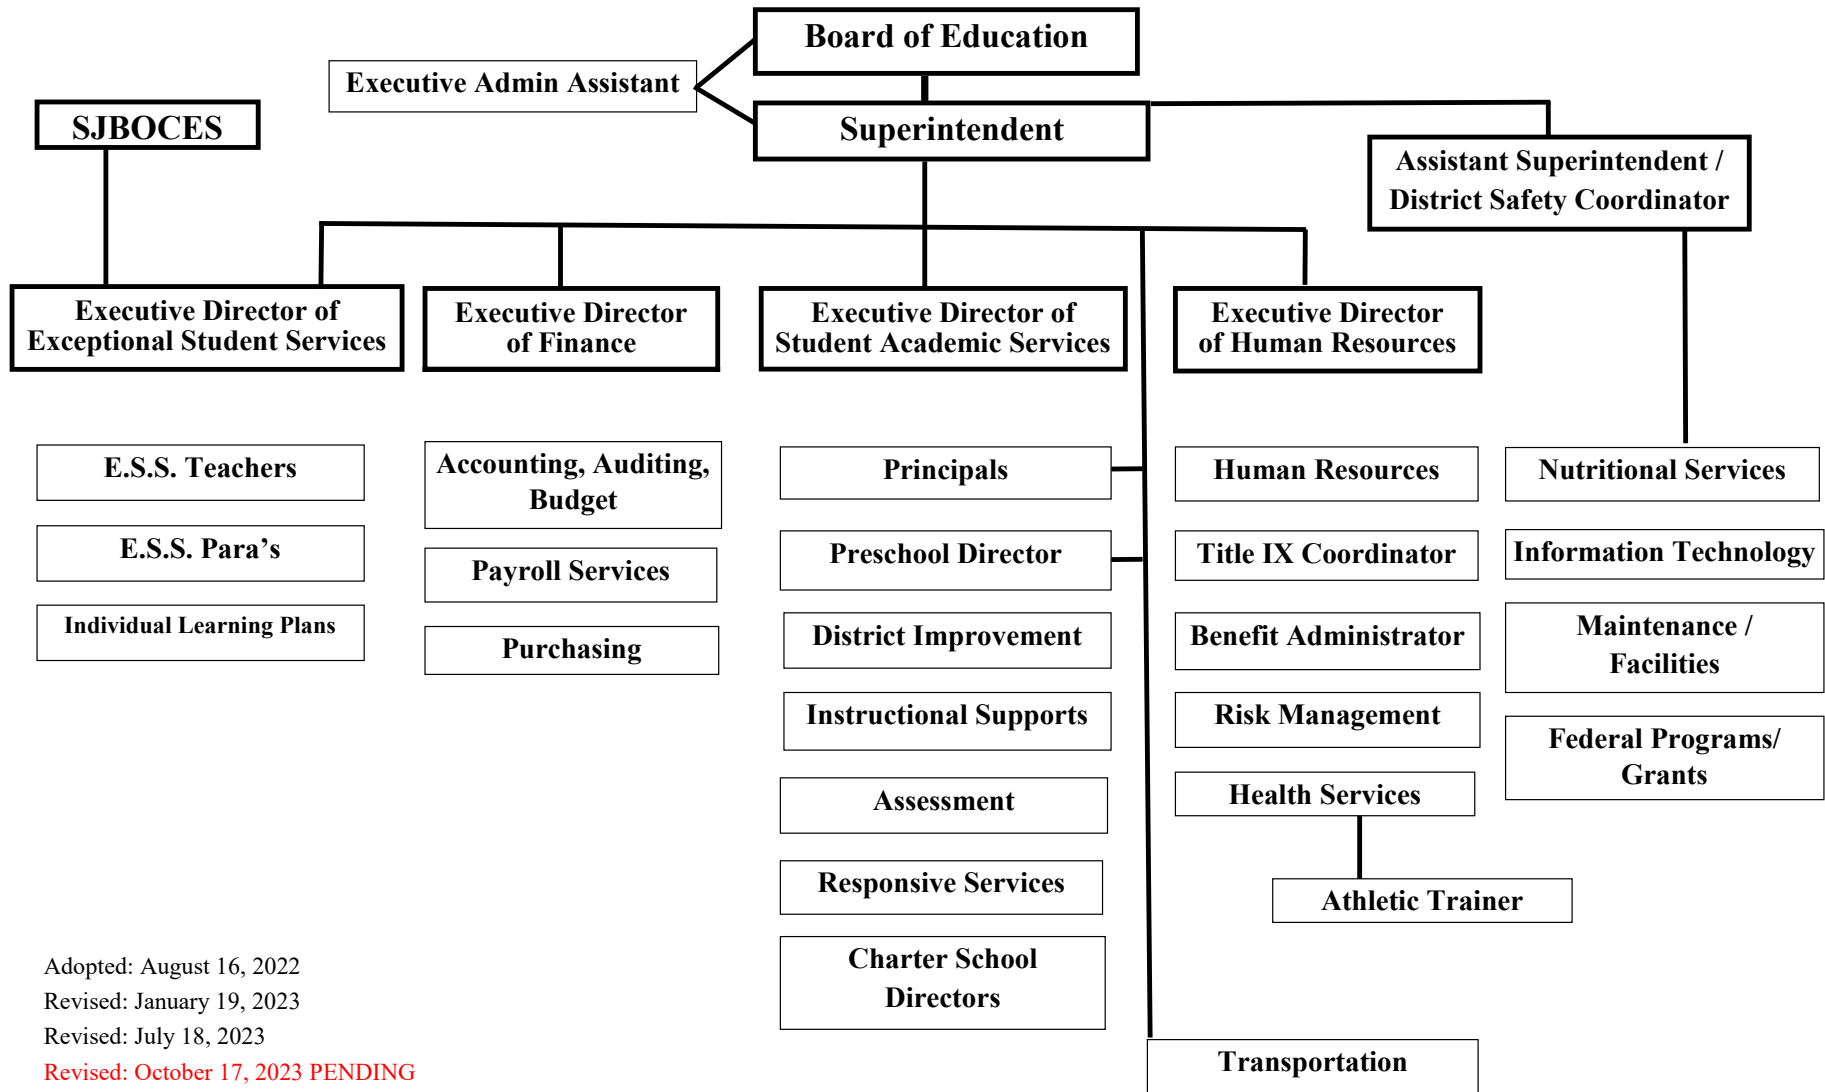 Board of Education
Executive Admin Assistant
SJBOCES
Superintendent
Assistant Superintendent /
District Safety Coordinator
Executive Director of
Exceptional Student Services
Executive Director
of Finance
Executive Director of
Student Academic Services
Executive Director
of Human Resources
E.S.S. Teachers
E.S.S. Para’s
Individual Learning Plans
Accounting, Auditing,
Budget
Payroll Services
Purchasing
Principals
Preschool Director
District Improvement
Instructional Supports
Assessment
Responsive Services
Charter School
Directors
Human Resources
Title IX Coordinator
Benefit Administrator
Risk Management
Health Services
Athletic Trainer
Transportation
Nutritional Services
Information Technology
Maintenance /
Facilities
Federal Programs/
Grants
Adopted: August 16, 2022
Revised: January 19, 2023
Revised: July 18, 2023
Revised: October 17, 2023 PENDING